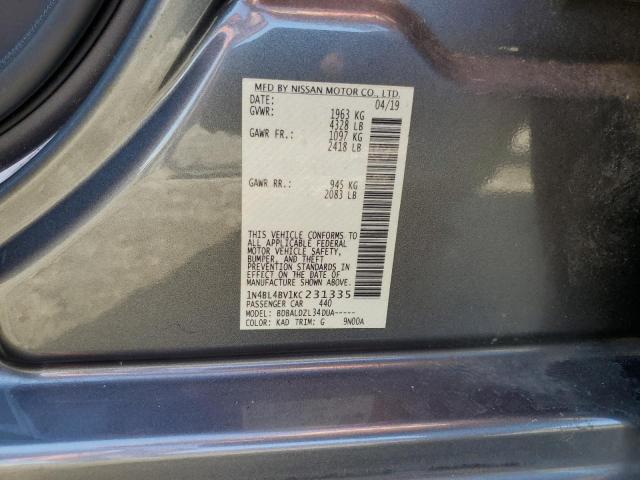 MFD BY NISSAN MOTOR CO., LTD.
DATE: 04/19
GVWR: 1963 KG
4328 LB
GAWR FR.: 1097 KG
2418 LB
GAWR RR.: 945 KG
2083 LB
THIS VEHICLE CONFORMS TO
ALL APPLICABLE FEDERAL
MOTOR VEHICLE SAFETY,
BUMPER, AND THEFT
PREVENTION STANDARDS IN
EFFECT ON THE DATE OF
MANUFACTURE SHOWN ABOVE.
1N4BL4BV1KC231335
PASSENGER CAR 440
MODEL: BDBALDZL34DUA-----
COLOR: KAD TRIM: G 9N00A